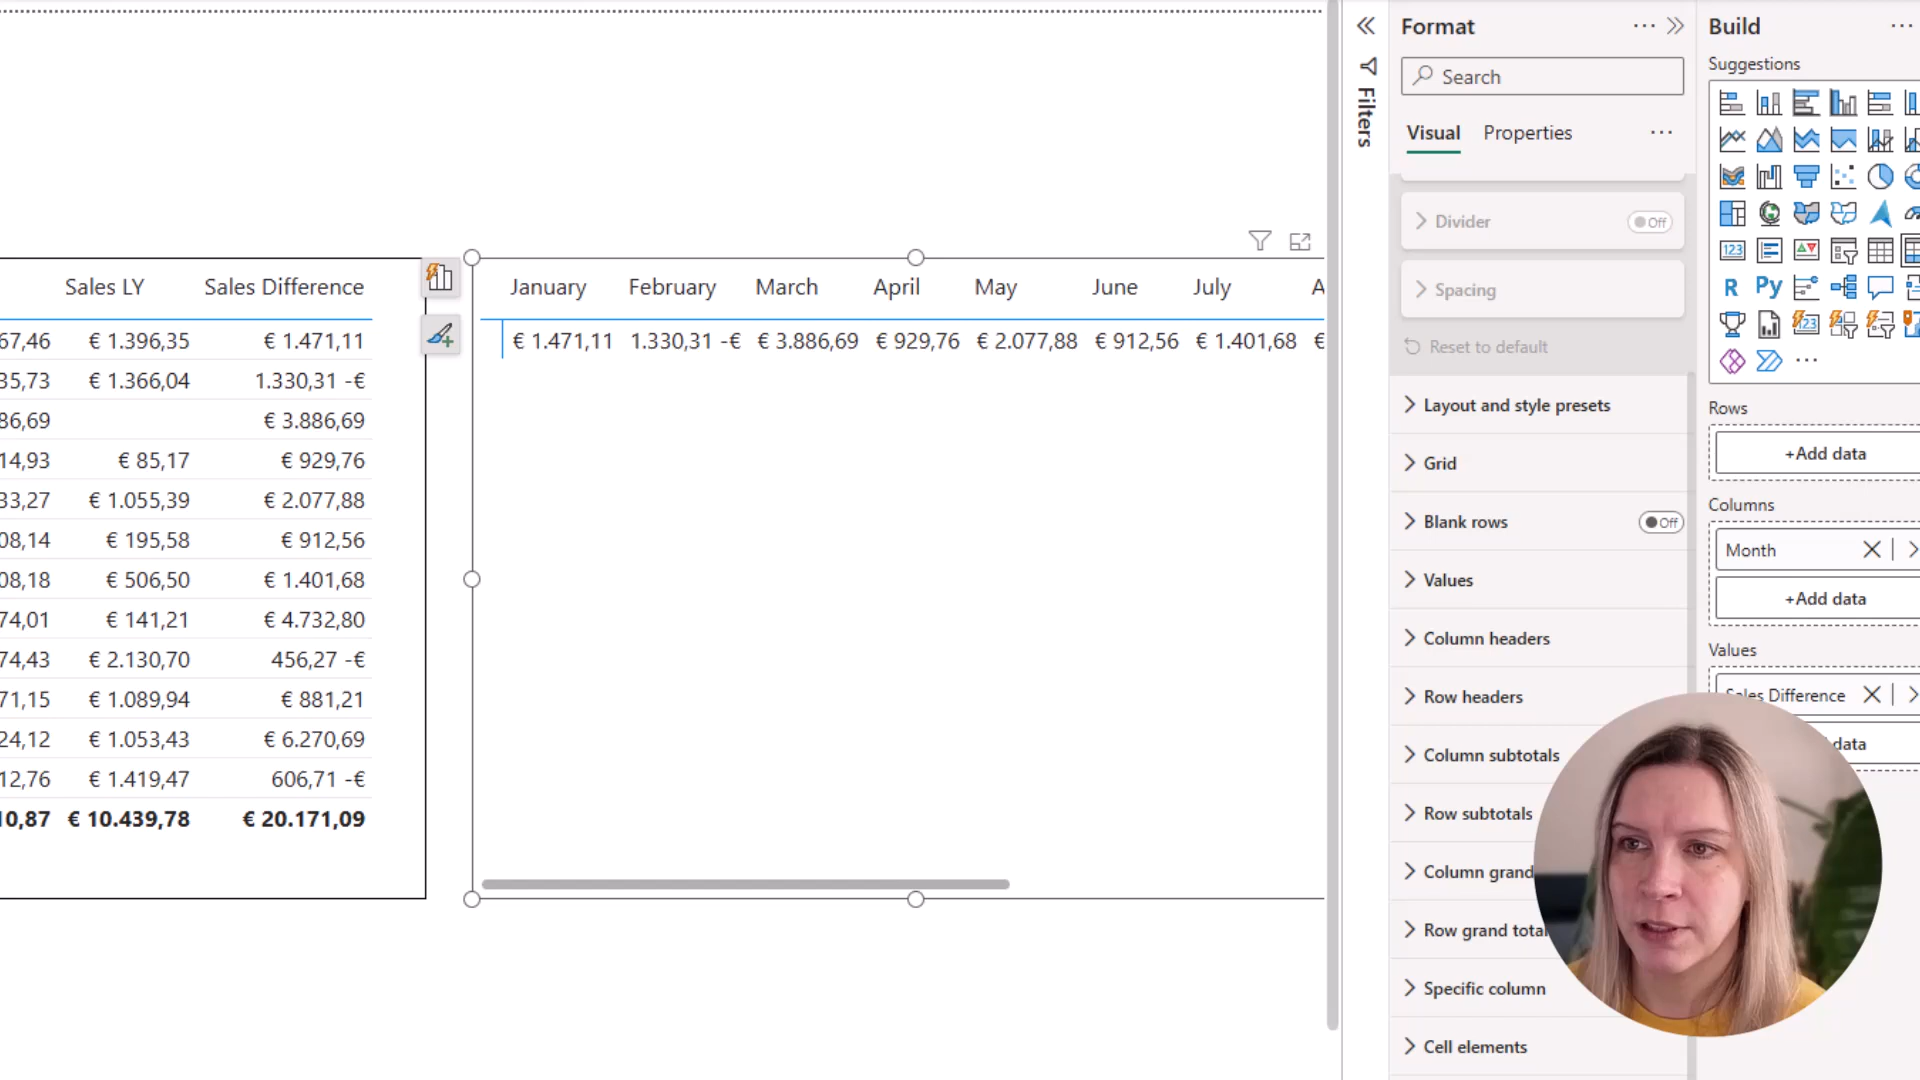 Format
Build
Suggestions
Search
Visual Properties
Filters
Divider Off
Spacing
Reset to default
Layout and style presets
Grid
Blank rows Off
Values
Column headers
Row headers
Column subtotals
Row subtotals
Column grand
Row grand total
Specific column
Cell elements
R Py
123
123
Rows
+Add data
Columns
Month
+Add data
Values
Sales Difference
data
Sales LY Sales Difference
67,46 € 1.396,35 € 1.471,11
35,73 € 1.366,04 1.330,31 -€
86,69 € 3.886,69
14,93 € 85,17 € 929,76
33,27 € 1.055,39 € 2.077,88
08,14 € 195,58 € 912,56
08,18 € 506,50 € 1.401,68
74,01 € 141,21 € 4.732,80
74,43 € 2.130,70 456,27 -€
71,15 € 1.089,94 € 881,21
24,12 € 1.053,43 € 6.270,69
12,76 € 1.419,47 606,71 -€
10,87 € 10.439,78 € 20.171,09
January February March April May June July A
€ 1.471,11 1.330,31 -€ € 3.886,69 € 929,76 € 2.077,88 € 912,56 € 1.401,68 €